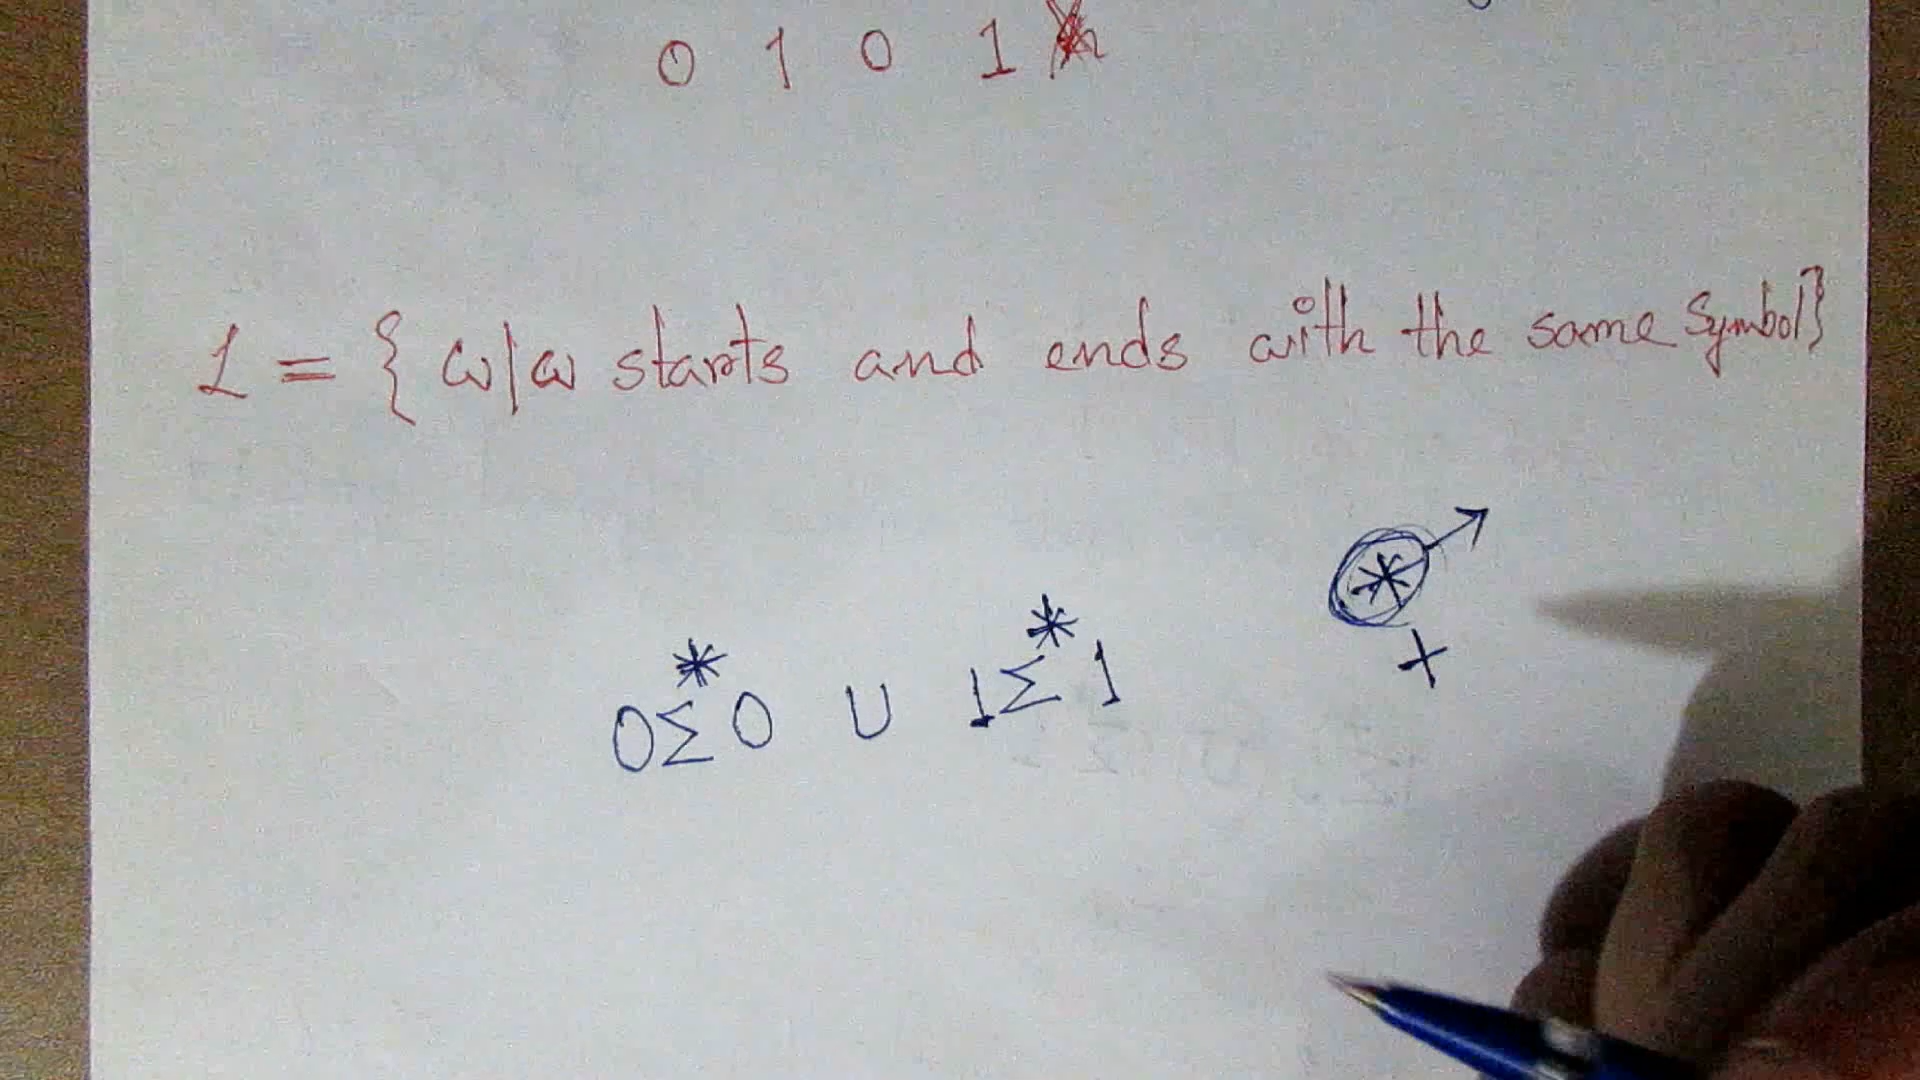 0 1 0 1
L = { ω | ω starts and ends with the same symbol}
*
+
0Σ*0 ∪ 1Σ*1